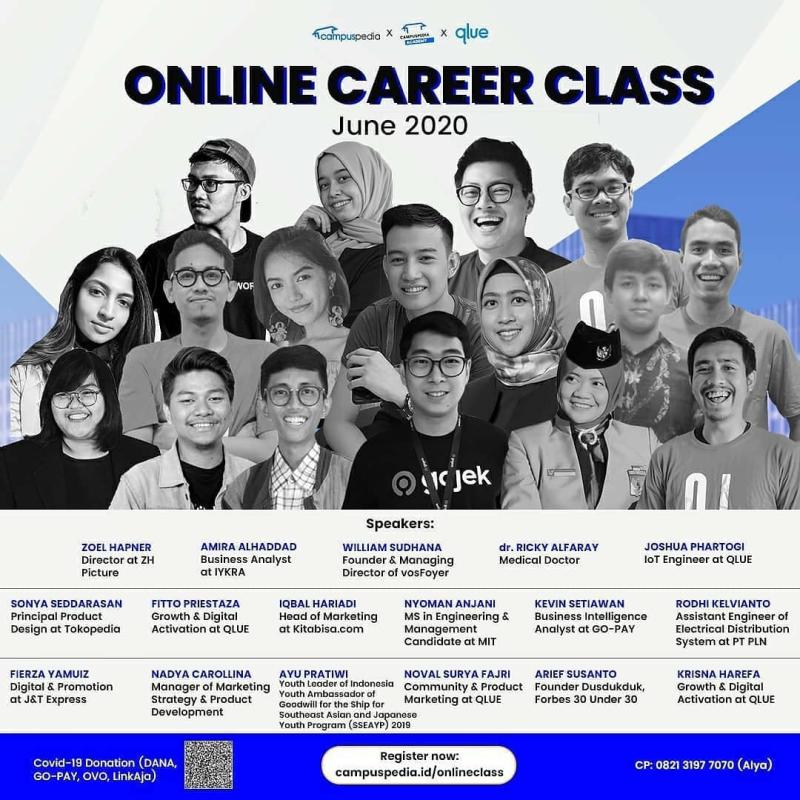 campuspedia x CAMPUSPEDIA ACADEMY x qlue
ONLINE CAREER CLASS
June 2020
gojek
Speakers:
ZOEL HAPNER
Director at ZH
Picture
AMIRA ALHADDAD
Business Analyst
at IYKRA
WILLIAM SUDHANA
Founder & Managing
Director of vosFoyer
dr. RICKY ALFARAY
Medical Doctor
JOSHUA PHARTOGI
IoT Engineer at QLUE
SONYA SEDDARASAN
Principal Product
Design at Tokopedia
FITTO PRIESTAZA
Growth & Digital
Activation at QLUE
IQBAL HARIADI
Head of Marketing
at Kitabisa.com
NYOMAN ANJANI
MS in Engineering &
Management
Candidate at MIT
KEVIN SETIAWAN
Business Intelligence
Analyst at GO-PAY
RODHI KELVIANTO
Assistant Engineer of
Electrical Distribution
System at PT PLN
FIERZA YAMUIZ
Digital & Promotion
at J&T Express
NADYA CAROLLINA
Manager of Marketing
Strategy & Product
Development
AYU PRATIWI
Youth Leader of Indonesia
Youth Ambassador of
Goodwill for the Ship for
Southeast Asian and Japanese
Youth Program (SSEAYP) 2019
NOVAL SURYA FAJRI
Community & Product
Marketing at QLUE
ARIEF SUSANTO
Founder Dusdukduk,
Forbes 30 Under 30
KRISNA HAREFA
Growth & Digital
Activation at QLUE
Covid-19 Donation (DANA,
GO-PAY, OVO, LinkAja)
Register now:
campuspedia.id/onlineclass
CP: 0821 3197 7070 (Alya)